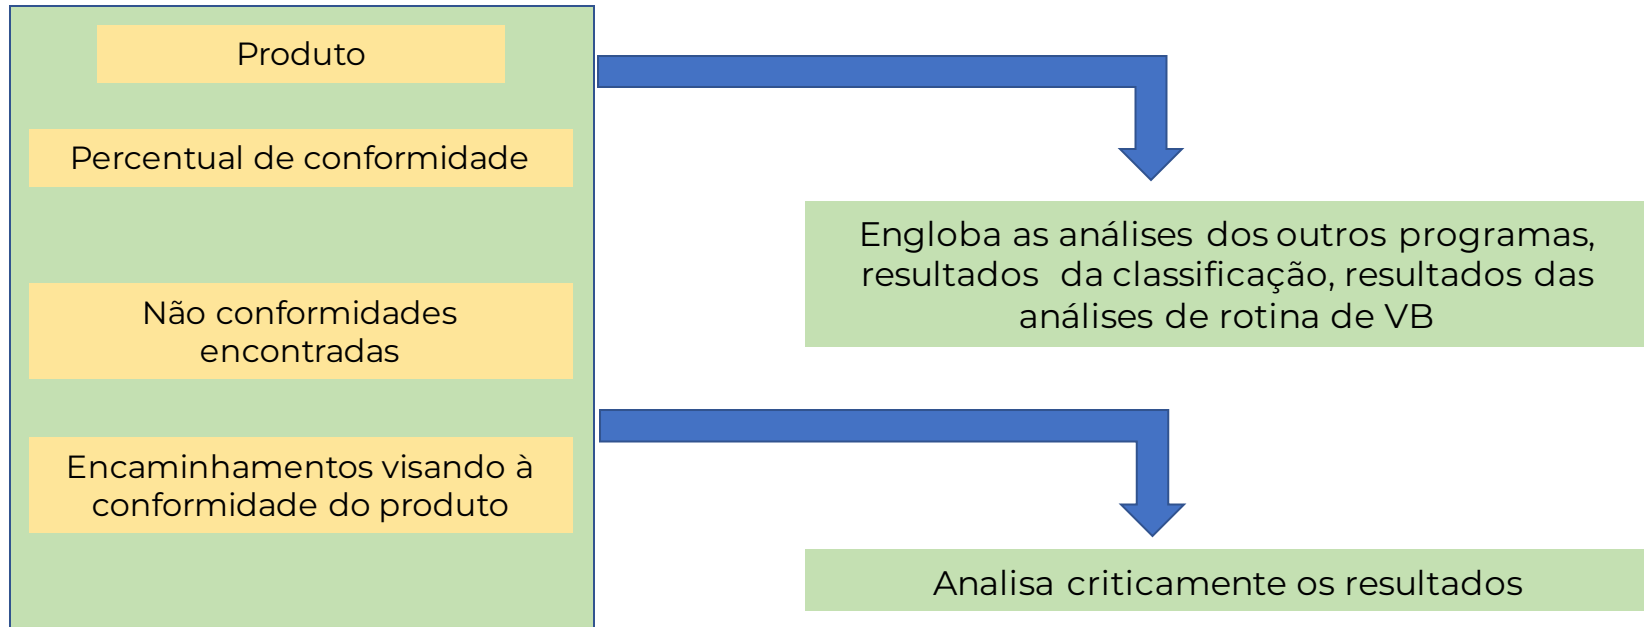 Produto
Percentual de conformidade
Não conformidades
encontradas
Encaminhamentos visando à
conformidade do produto
Engloba as análises dos outros programas,
resultados da classificação, resultados das
análises de rotina de VB
Analisa criticamente os resultados